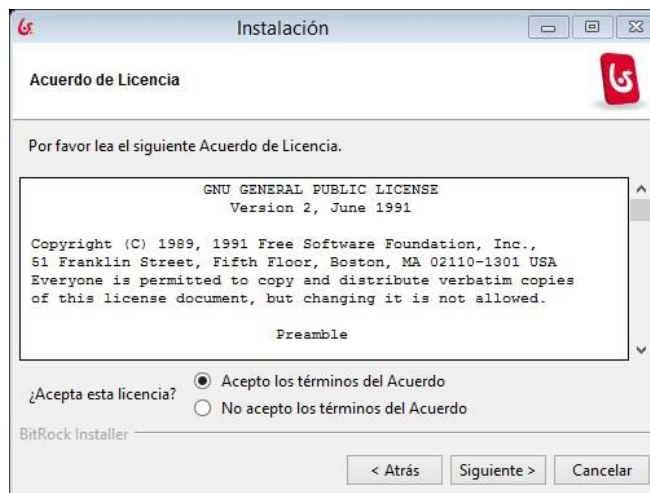 Instalación
Acuerdo de Licencia
Por favor lea el siguiente Acuerdo de Licencia.
GNU GENERAL PUBLIC LICENSE
Version 2, June 1991
Copyright (C) 1989, 1991 Free Software Foundation, Inc.,
51 Franklin Street, Fifth Floor, Boston, MA 02110-1301 USA
Everyone is permitted to copy and distribute verbatim copies
of this license document, but changing it is not allowed.
Preamble
¿Acepta esta licencia?
Acepto los términos del Acuerdo
No acepto los términos del Acuerdo
BitRock Installer
< Atrás
Siguiente >
Cancelar